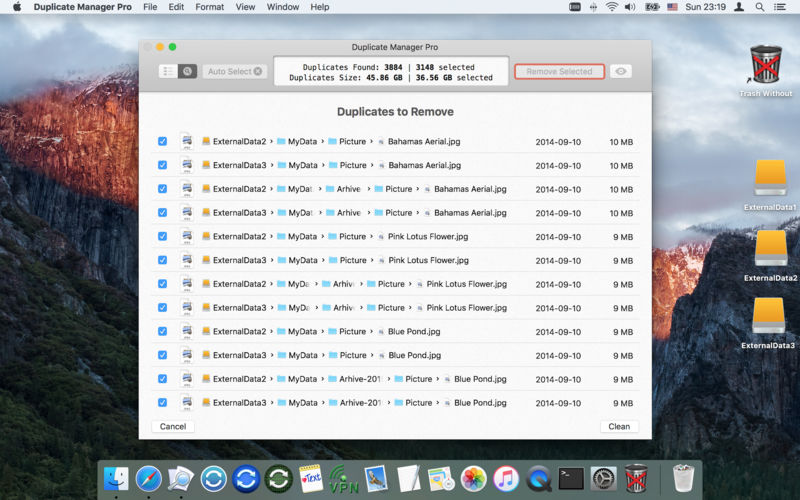 Duplicate Manager Pro File Edit Format View Window Help Sun 23:19
Duplicate Manager Pro
Auto Select
Duplicates Found: 3884 | 3148 selected
Duplicates Size: 45.86 GB | 36.56 GB selected
Remove Selected
Trash Without
Duplicates to Remove
ExternalData2 › MyData › Picture › Bahamas Aerial.jpg 2014-09-10 10 MB
ExternalData3 › MyData › Picture › Bahamas Aerial.jpg 2014-09-10 10 MB
ExternalData2 › MyDat › Arhive › Picture › Bahamas Aerial.jpg 2014-09-10 10 MB
ExternalData3 › MyDat › Arhive › Picture › Bahamas Aerial.jpg 2014-09-10 10 MB
ExternalData2 › MyData › Picture › Pink Lotus Flower.jpg 2014-09-10 9 MB
ExternalData3 › MyData › Picture › Pink Lotus Flower.jpg 2014-09-10 9 MB
ExternalData2 › MyDa › Arhive › Picture › Pink Lotus Flower.jpg 2014-09-10 9 MB
ExternalData3 › MyDa › Arhive › Picture › Pink Lotus Flower.jpg 2014-09-10 9 MB
ExternalData2 › MyData › Picture › Blue Pond.jpg 2014-09-10 9 MB
ExternalData3 › MyData › Picture › Blue Pond.jpg 2014-09-10 9 MB
ExternalData2 › MyData › Arhive-201 › Picture › Blue Pond.jpg 2014-09-10 9 MB
ExternalData3 › MyData › Arhive-201 › Picture › Blue Pond.jpg 2014-09-10 9 MB
ExternalData1
ExternalData2
ExternalData3
Cancel Clean
Text
VPN